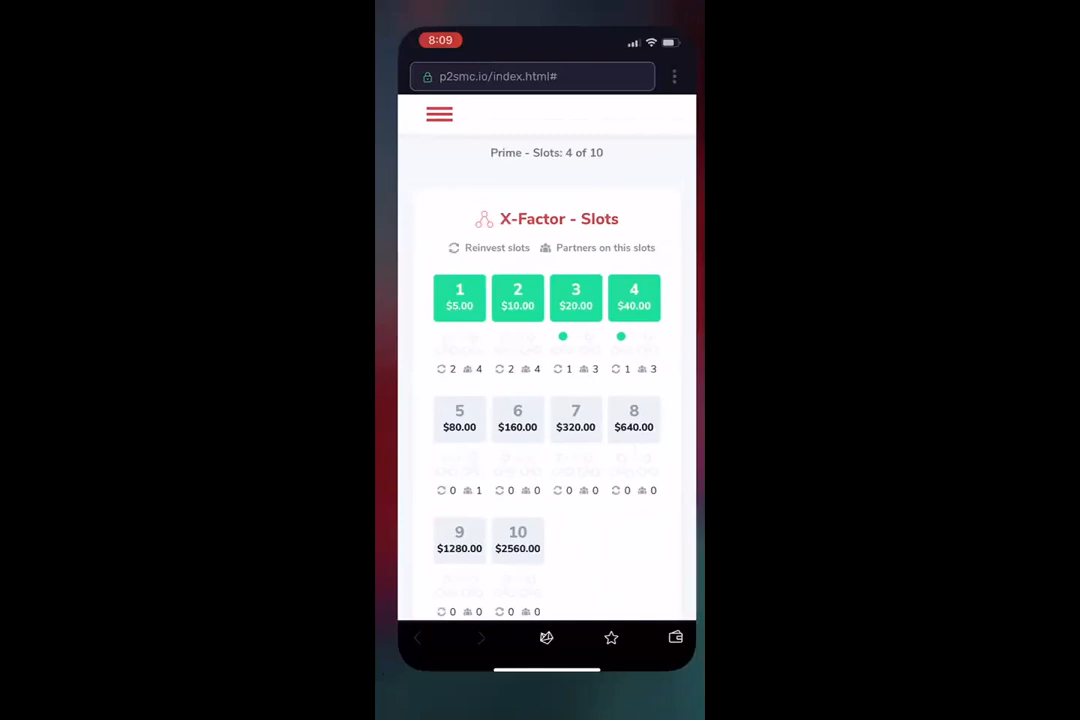 8:09
p2smc.io/index.html#
Prime - Slots: 4 of 10
X-Factor - Slots
Reinvest slots Partners on this slots
1 2 3 4
$5.00 $10.00 $20.00 $40.00
2 4 2 4 1 3 1 3
5 6 7 8
$80.00 $160.00 $320.00 $640.00
0 1 0 0 0 0 0 0
9 10
$1280.00 $2560.00
0 0 0 0